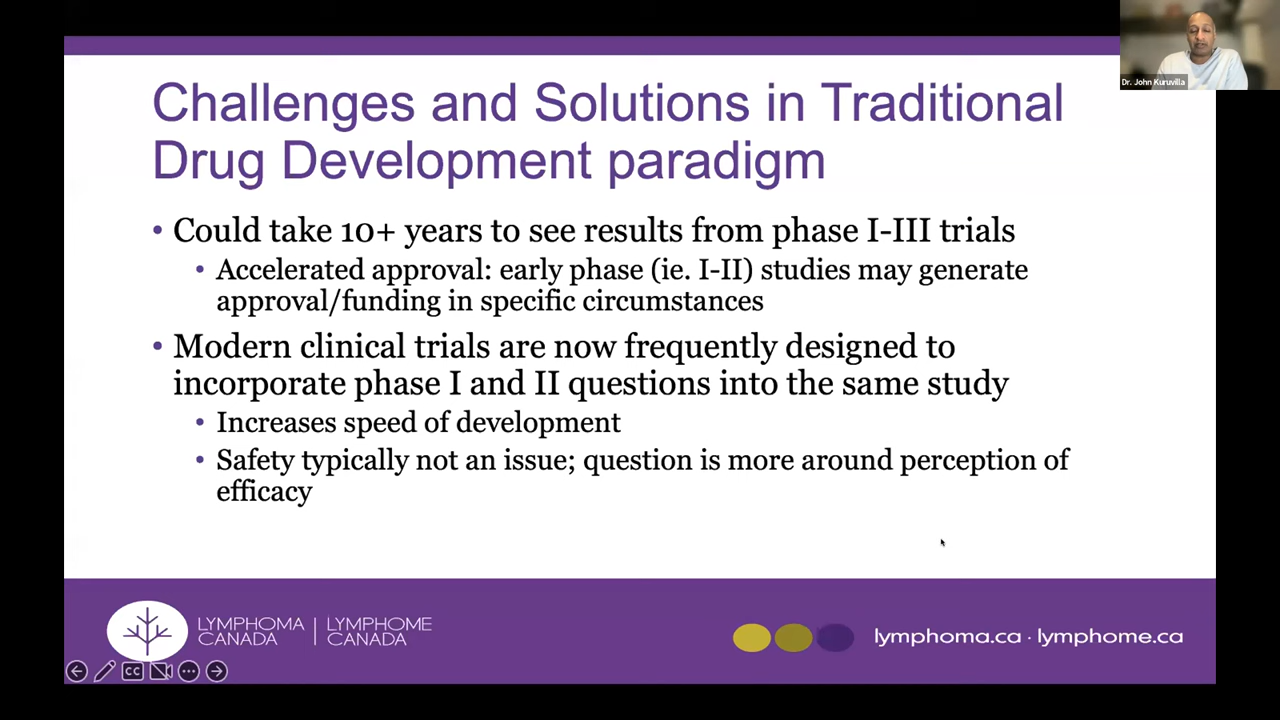 Dr. John Kuruvilla
Challenges and Solutions in Traditional
Drug Development paradigm
• Could take 10+ years to see results from phase I-III trials
• Accelerated approval: early phase (ie. I-II) studies may generate
approval/funding in specific circumstances
• Modern clinical trials are now frequently designed to
incorporate phase I and II questions into the same study
• Increases speed of development
• Safety typically not an issue; question is more around perception of
efficacy
LYMPHOMA | LYMPHOME
CANADA | CANADA
lymphoma.ca · lymphome.ca
CC